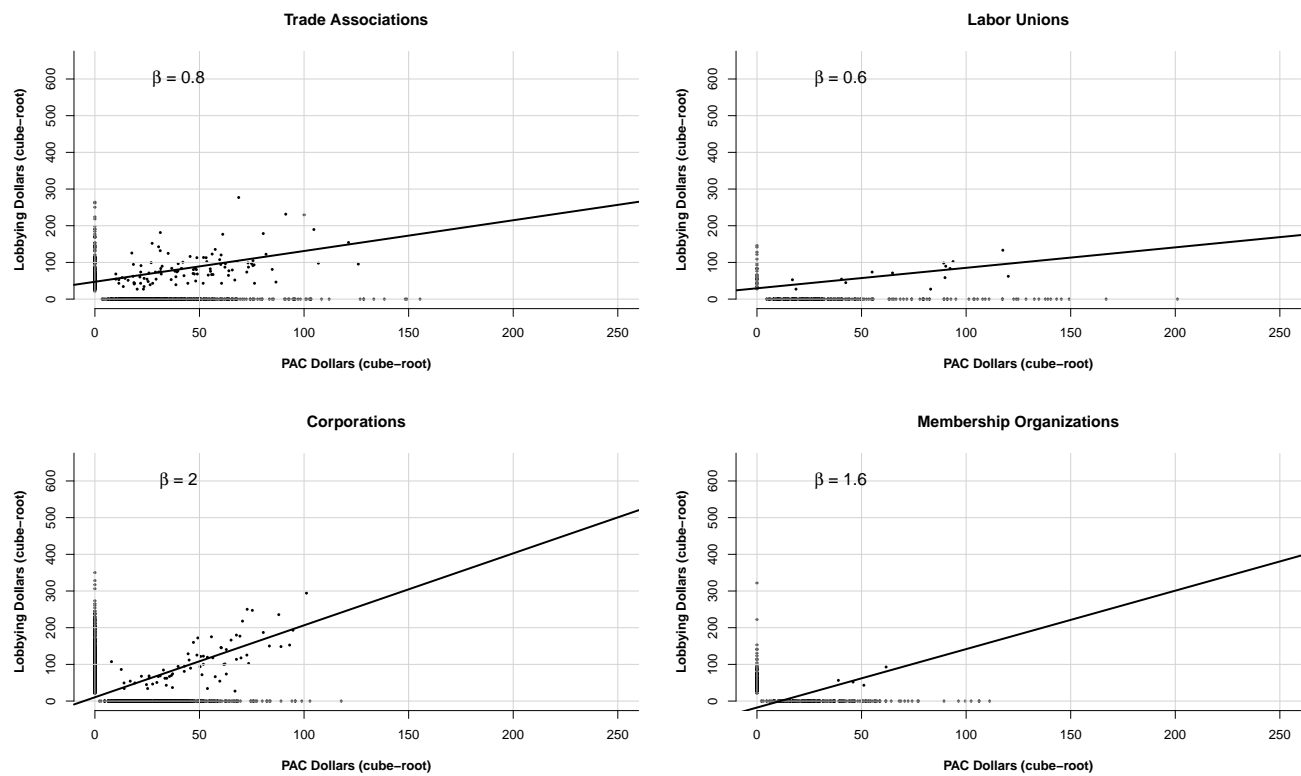 Trade Associations
β = 0.8
Lobbying Dollars (cube−root)
0 100 200 300 400 500 600
0 50 100 150 200 250
PAC Dollars (cube−root)
Labor Unions
β = 0.6
Lobbying Dollars (cube−root)
0 100 200 300 400 500 600
0 50 100 150 200 250
PAC Dollars (cube−root)
Corporations
β = 2
Lobbying Dollars (cube−root)
0 100 200 300 400 500 600
0 50 100 150 200 250
PAC Dollars (cube−root)
Membership Organizations
β = 1.6
Lobbying Dollars (cube−root)
0 100 200 300 400 500 600
0 50 100 150 200 250
PAC Dollars (cube−root)